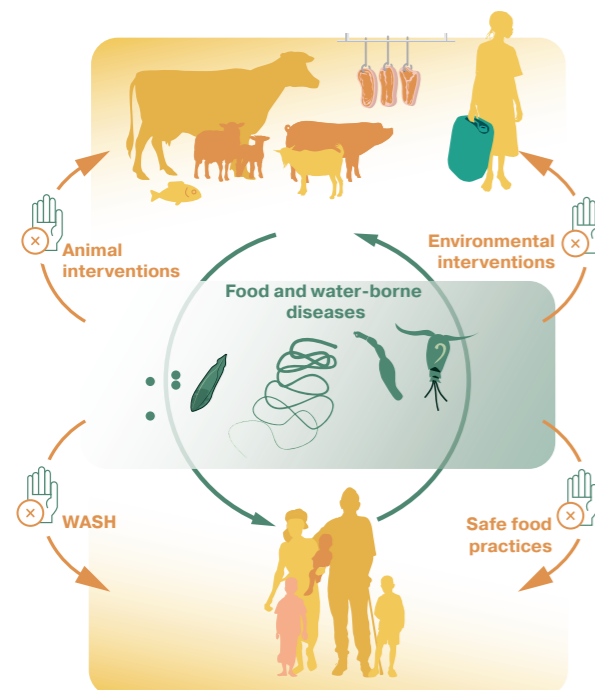 Animal
interventions
Environmental
interventions
Food and water-borne
diseases
WASH
Safe food
practices